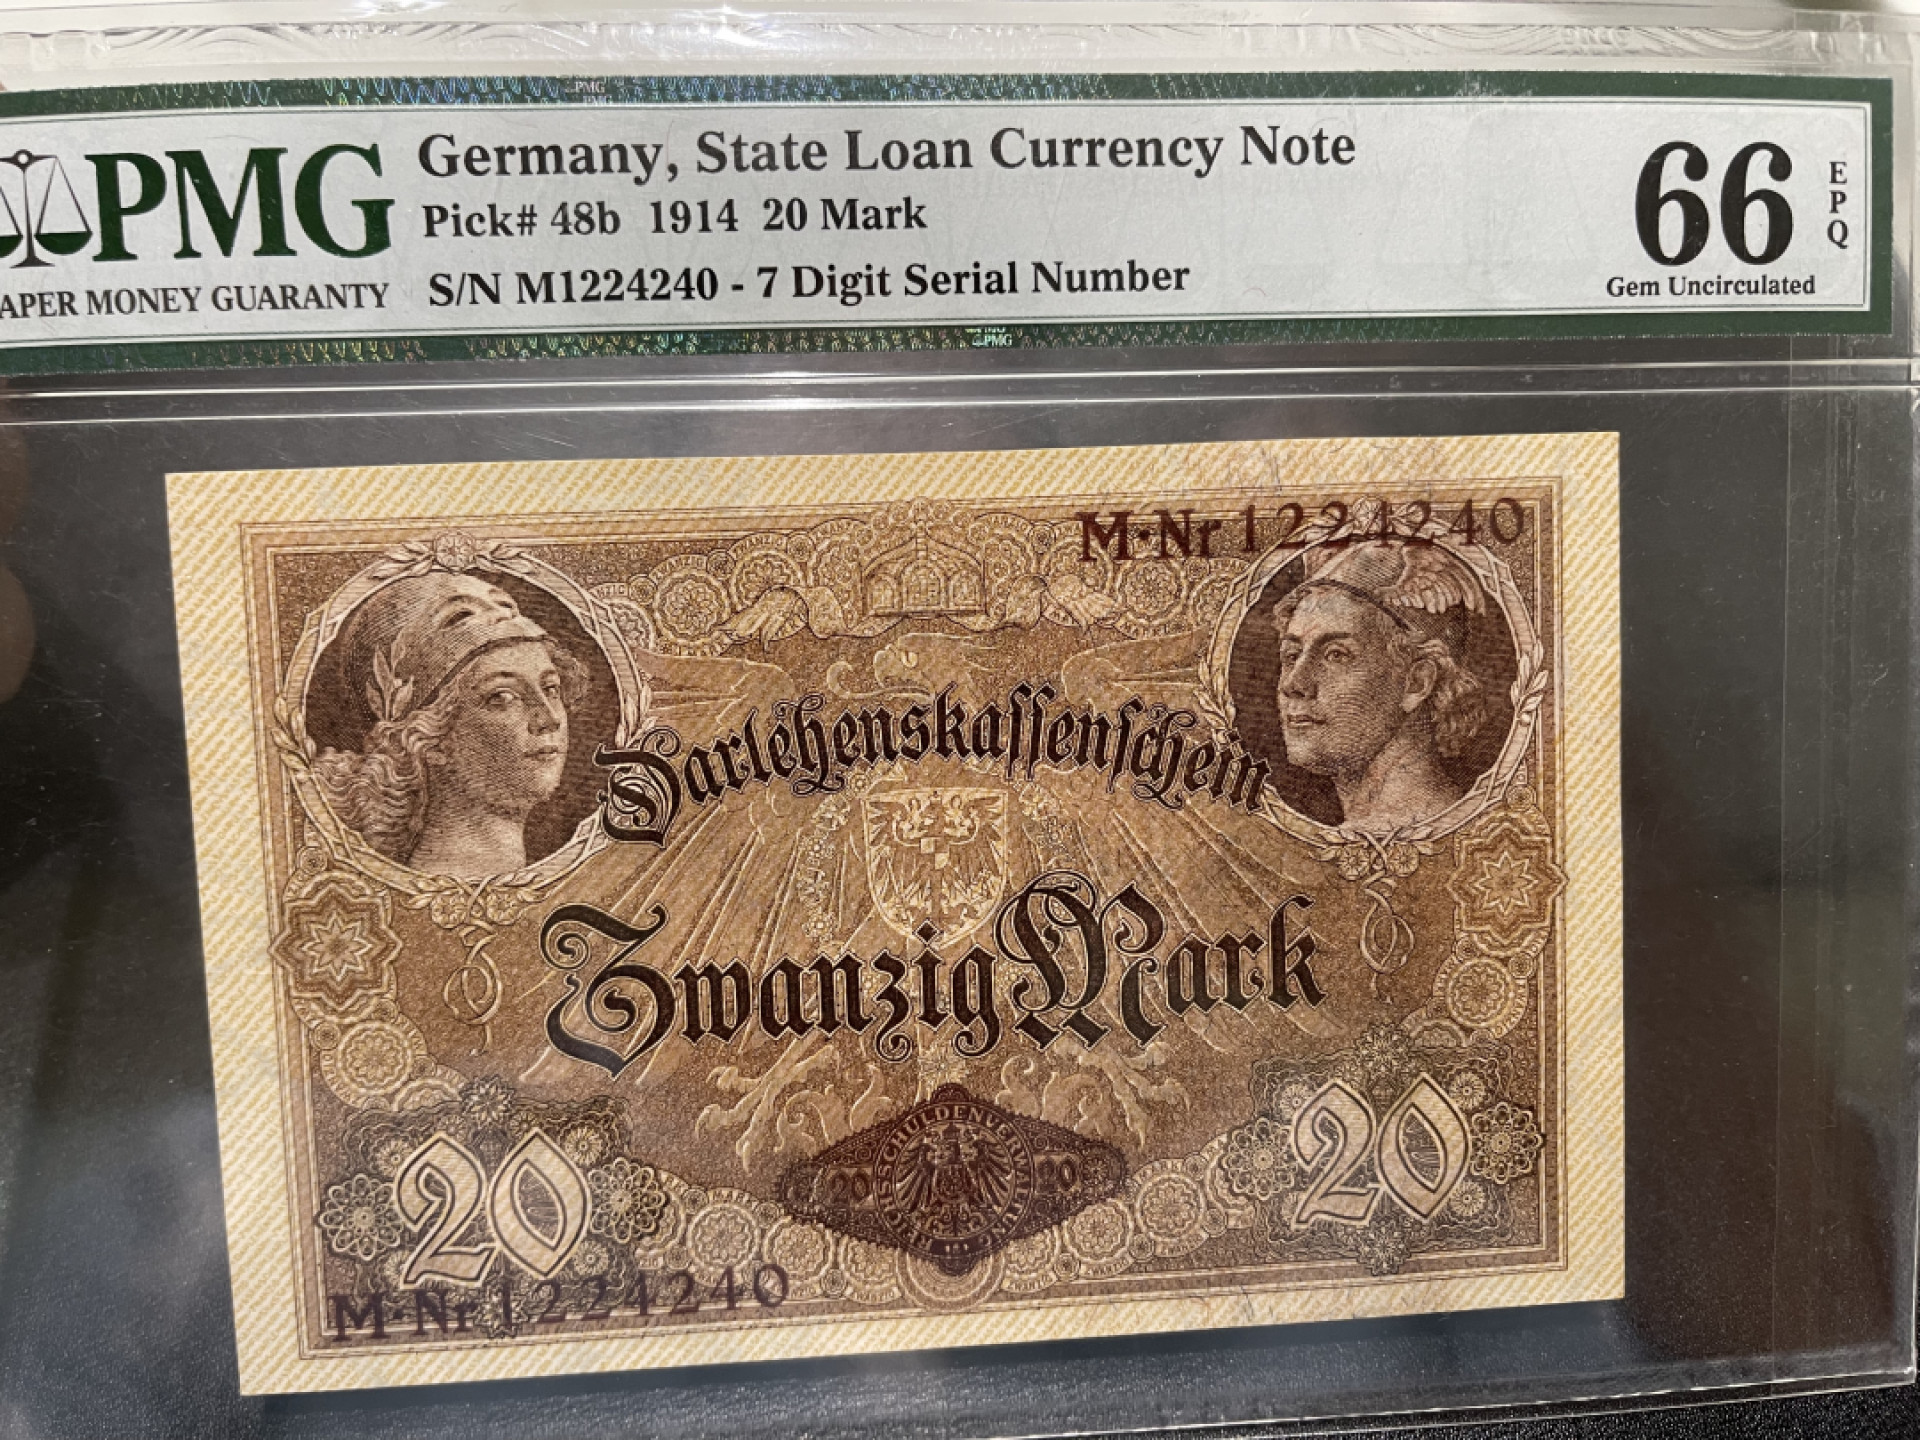 PMG
APER MONEY GUARANTY
Germany, State Loan Currency Note
Pick# 48b 1914 20 Mark
S/N M1224240 - 7 Digit Serial Number
66
EPQ
Gem Uncirculated
M·Nr 1224240
Darlehenskassenschein
Zwanzig Mark
20
20
20
REICHSSCHULDENVERWALTUNG
20
M·Nr 1224240